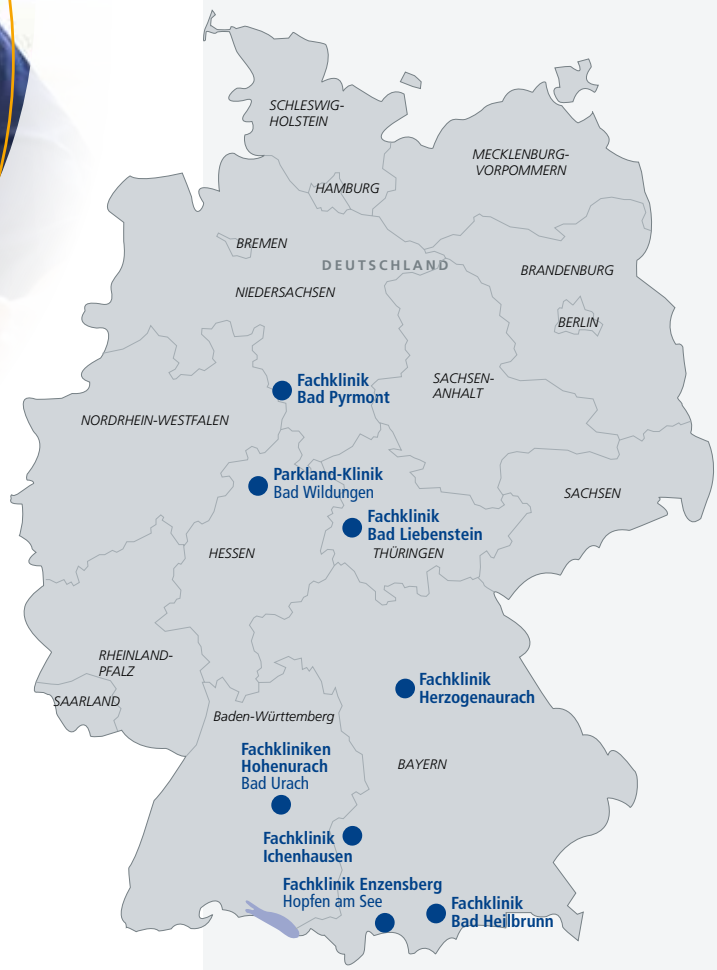 SCHLESWIG-
HOLSTEIN
MECKLENBURG-
VORPOMMERN
HAMBURG
BREMEN
DEUTSCHLAND
BRANDENBURG
NIEDERSACHSEN
BERLIN
Fachklinik
Bad Pyrmont
SACHSEN-
ANHALT
NORDRHEIN-WESTFALEN
Parkland-Klinik
Bad Wildungen
SACHSEN
Fachklinik
Bad Liebenstein
HESSEN
THÜRINGEN
RHEINLAND-
PFALZ
SAARLAND
Fachklinik
Herzogenaurach
Baden-Württemberg
Fachkliniken
Hohenurach
Bad Urach
BAYERN
Fachklinik
Ichenhausen
Fachklinik Enzensberg
Hopfen am See
Fachklinik
Bad Heilbrunn